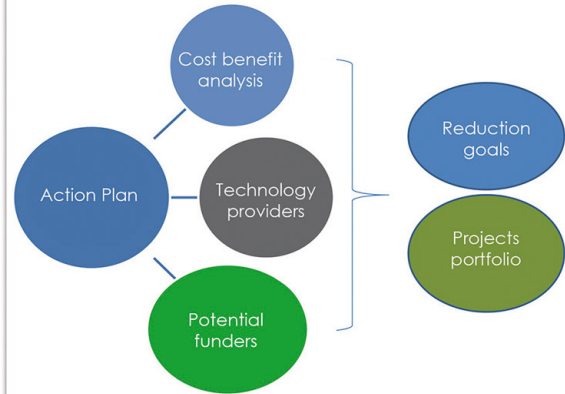 Cost benefit
analysis
Action Plan
Technology
providers
Potential
funders
Reduction
goals
Projects
portfolio